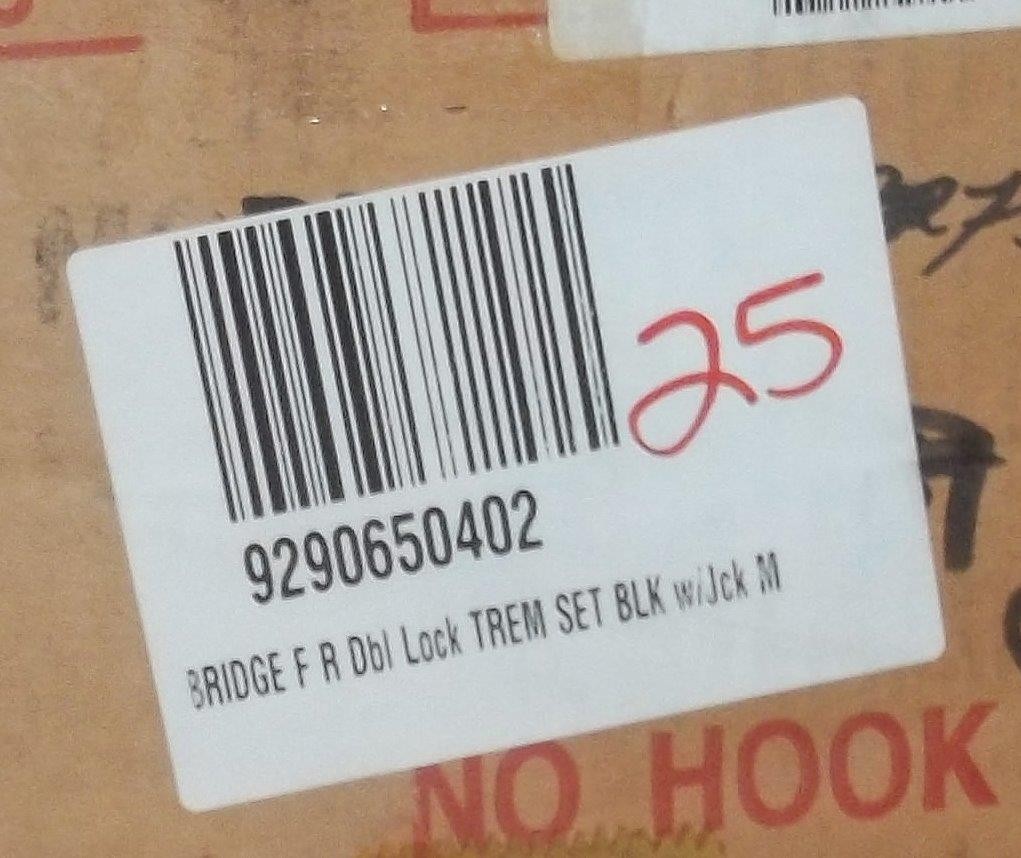 25
9290650402
BRIDGE F R Dbl Lock TREM SET BLK w/Jck M
NO HOOK